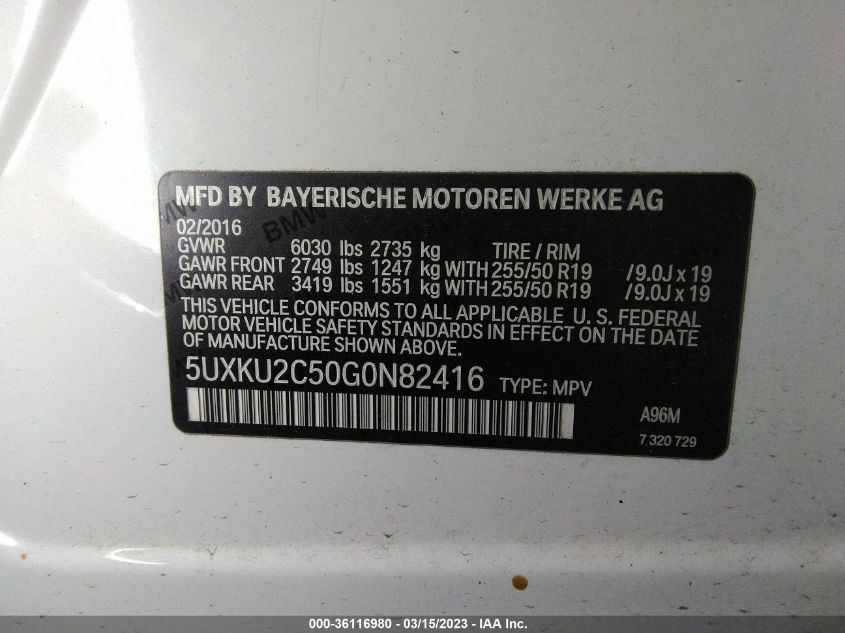 MFD BY BAYERISCHE MOTOREN WERKE AG
02/2016
GVWR 6030 lbs 2735 kg TIRE / RIM
GAWR FRONT 2749 lbs 1247 kg WITH 255/50 R19 /9.0J x 19
GAWR REAR 3419 lbs 1551 kg WITH 255/50 R19 /9.0J x 19
THIS VEHICLE CONFORMS TO ALL APPLICABLE U. S. FEDERAL
MOTOR VEHICLE SAFETY STANDARDS IN EFFECT ON THE DATE
OF MANUFACTURE SHOWN ABOVE.
5UXKU2C50G0N82416 TYPE: MPV
A96M
7 320 729
000-36116980 / 03/15/2023 - IAA Inc.